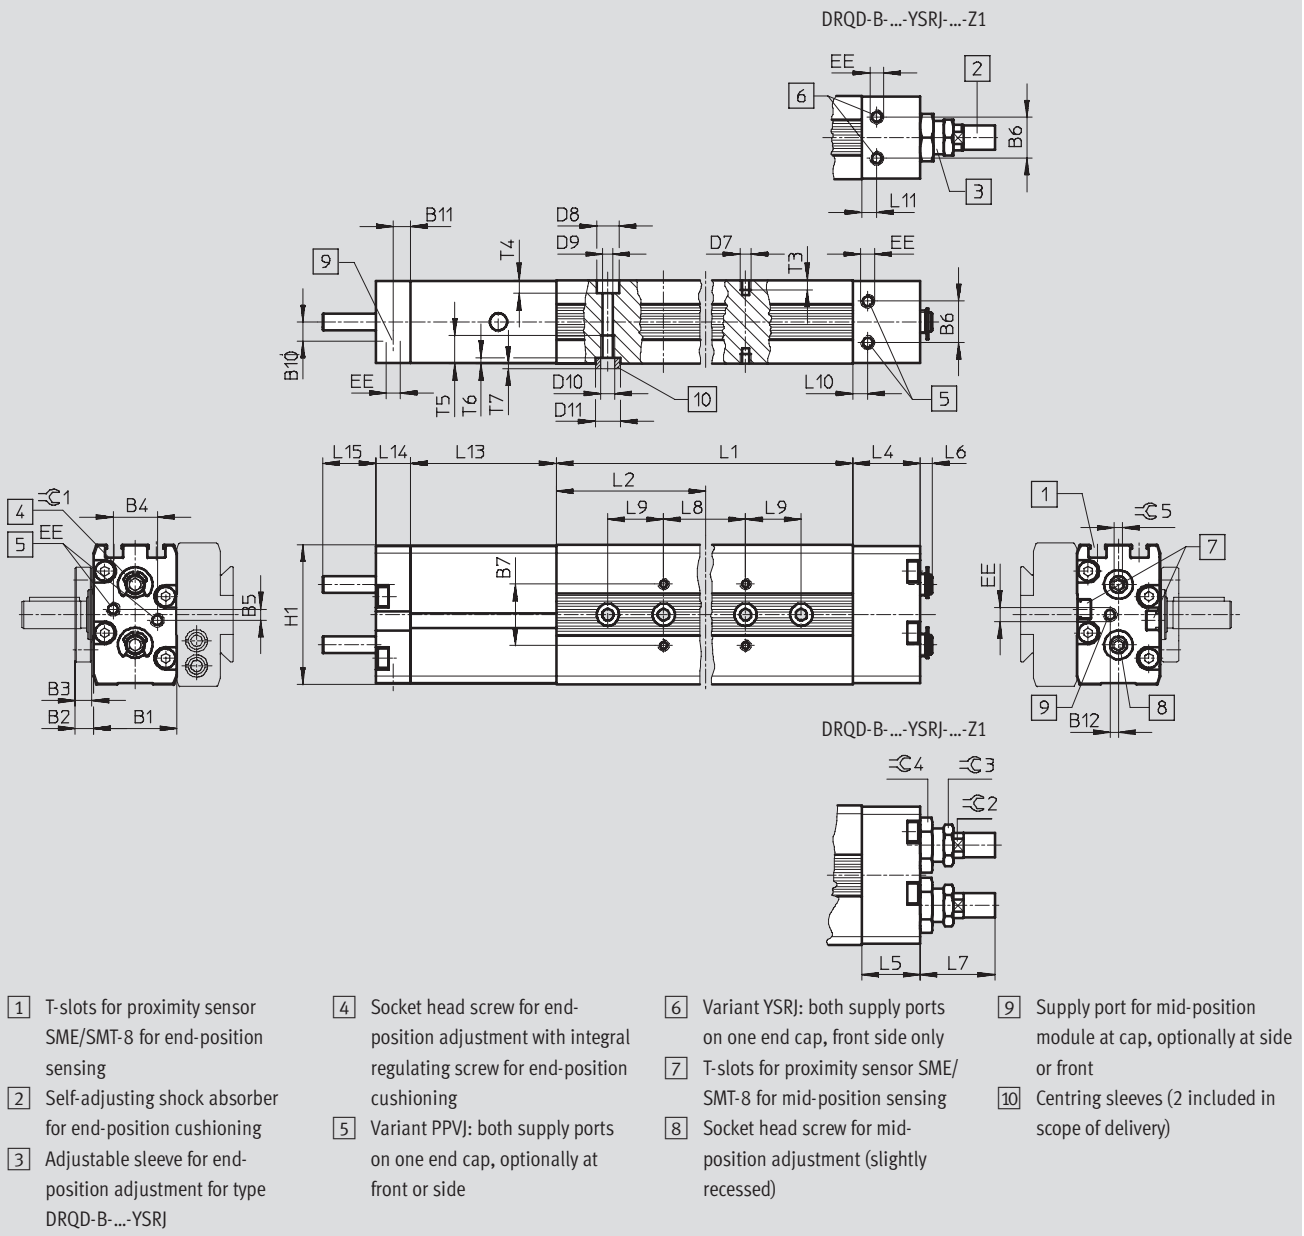 DRQD-B-...-YSRJ-...-Z1
EE
2
6
B6
3
L11
B11
D8
D9
T4
D7
T3
EE
9
B6
B10
EE
T5
T6
T7
D10
D11
10
L10
5
L15
L14
L13
L1
L4
L6
L2
L9
L8
L9
B7
H1
4
1
B4
5
EE
B5
B3
B2
B1
1
5
7
EE
9
8
B12
DRQD-B-...-YSRJ-...-Z1
4
3
2
L5
L7
1 T-slots for proximity sensor
SME/SMT-8 for end-position
sensing
2 Self-adjusting shock absorber
for end-position cushioning
3 Adjustable sleeve for end-
position adjustment for type
DRQD-B-...-YSRJ
4 Socket head screw for end-
position adjustment with integral
regulating screw for end-position
cushioning
5 Variant PPVJ: both supply ports
on one end cap, optionally at
front or side
6 Variant YSRJ: both supply ports
on one end cap, front side only
7 T-slots for proximity sensor SME/
SMT-8 for mid-position sensing
8 Socket head screw for mid-
position adjustment (slightly
recessed)
9 Supply port for mid-position
module at cap, optionally at side
or front
10 Centring sleeves (2 included in
scope of delivery)